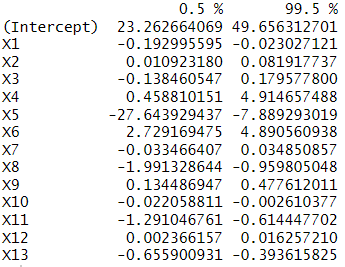 0.5 % 99.5 %
(Intercept) 23.262664069 49.656312701
X1 -0.192995595 -0.023027121
X2 0.010923180 0.081917737
X3 -0.138460547 0.179577800
X4 0.458810151 4.914657488
X5 -27.643929437 -7.889293019
X6 2.729169475 4.890560938
X7 -0.033466407 0.034850857
X8 -1.991328644 -0.959805048
X9 0.134486947 0.477612011
X10 -0.022058811 -0.002610377
X11 -1.291046761 -0.614447702
X12 0.002366157 0.016257210
X13 -0.655900931 -0.393615825